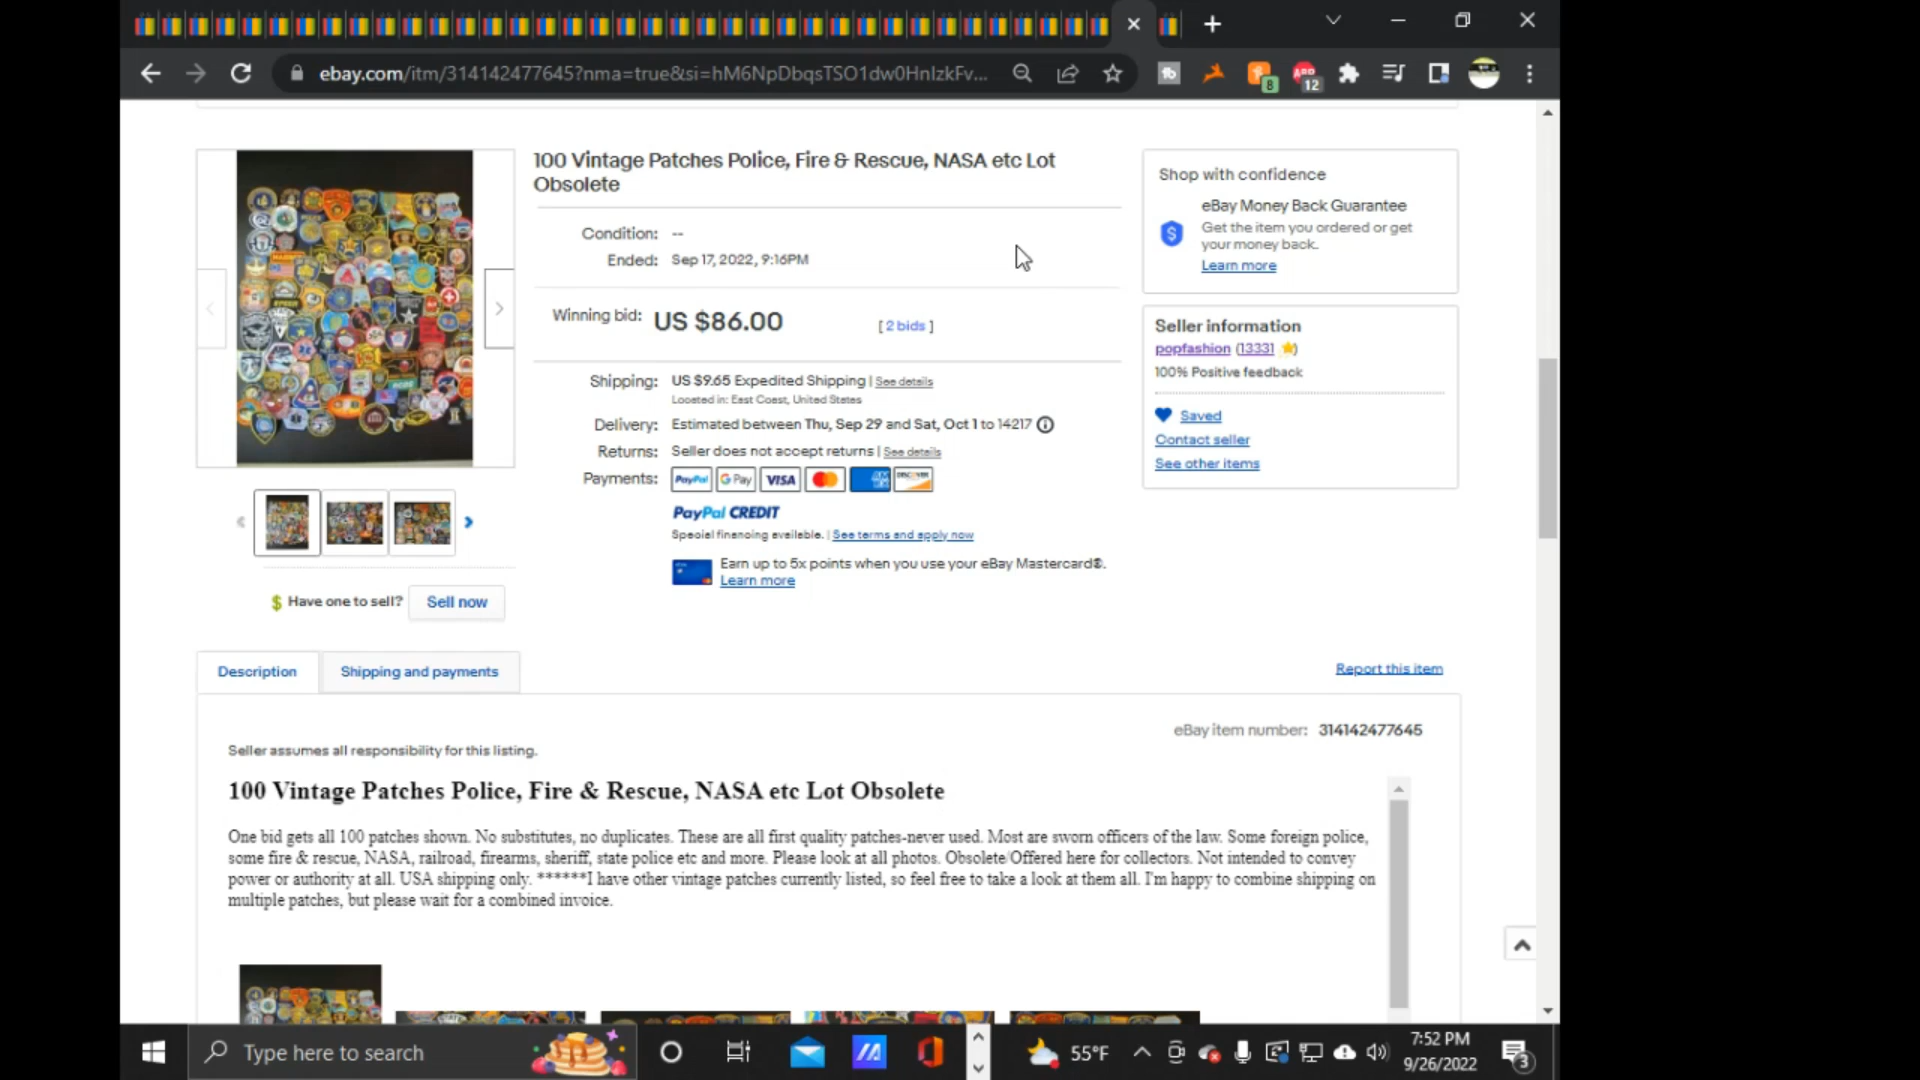 ebay.com/itm/314142477645?nma=true&si=hM6NpDbqsTSO1dw0HnIzkFv...
8
12
100 Vintage Patches Police, Fire & Rescue, NASA etc Lot
Obsolete
Condition: --
Ended: Sep 17, 2022, 9:16PM
Winning bid: US $86.00 [ 2 bids ]
Shipping: US $9.65 Expedited Shipping | See details
Located in: East Coast, United States
Delivery: Estimated between Thu, Sep 29 and Sat, Oct 1 to 14217
Returns: Seller does not accept returns | See details
Payments: PayPal G Pay VISA DISCOVER
PayPal CREDIT
Special financing available. | See terms and apply now
Earn up to 5x points when you use your eBay Mastercard®.
Learn more
Shop with confidence
eBay Money Back Guarantee
Get the item you ordered or get
your money back.
Learn more
Seller information
popfashion (13331 )
100% Positive feedback
Saved
Contact seller
See other items
$ Have one to sell? Sell now
Description
Shipping and payments
Report this item
eBay item number: 314142477645
Seller assumes all responsibility for this listing.
100 Vintage Patches Police, Fire & Rescue, NASA etc Lot Obsolete
One bid gets all 100 patches shown. No substitutes, no duplicates. These are all first quality patches-never used. Most are sworn officers of the law. Some foreign police,
some fire & rescue, NASA, railroad, firearms, sheriff, state police etc and more. Please look at all photos. Obsolete/Offered here for collectors. Not intended to convey
power or authority at all. USA shipping only. ******I have other vintage patches currently listed, so feel free to take a look at them all. I'm happy to combine shipping on
multiple patches, but please wait for a combined invoice.
Type here to search
55°F
7:52 PM
9/26/2022
3